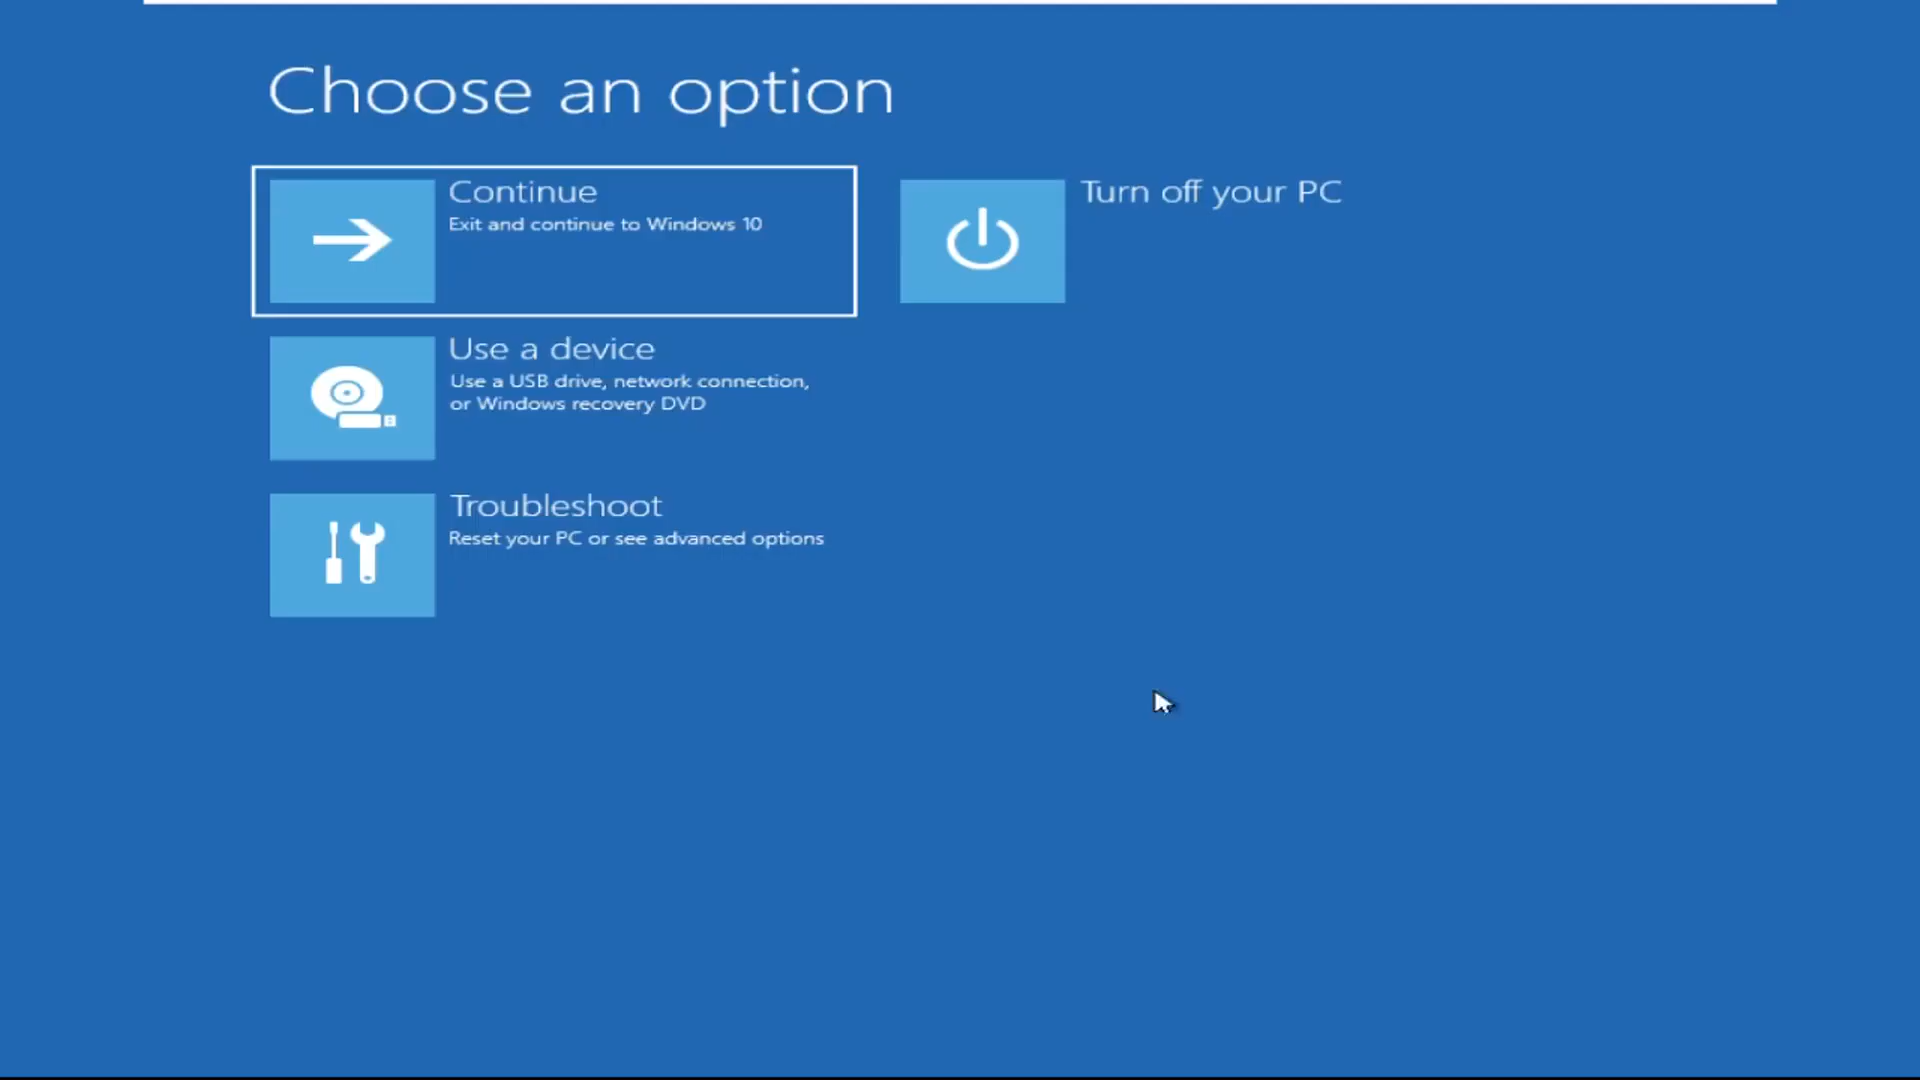 Choose an option
Continue
Exit and continue to Windows 10
Turn off your PC
Use a device
Use a USB drive, network connection,
or Windows recovery DVD
Troubleshoot
Reset your PC or see advanced options